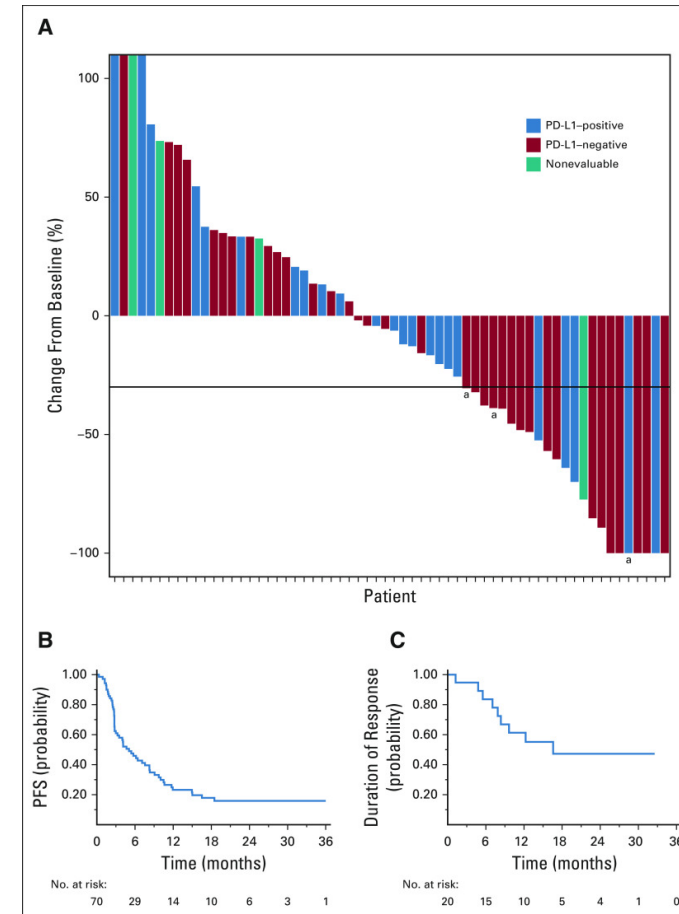 A
100
50
0
−50
−100
Change From Baseline (%)
PD-L1–positive
PD-L1–negative
Nonevaluable
a
a
a
Patient
B
1.00
0.80
0.60
0.40
0.20
PFS (probability)
0 6 12 18 24 30 36
Time (months)
No. at risk:
70 29 14 10 6 3 1
C
1.00
0.80
0.60
0.40
0.20
Duration of Response
(probability)
0 6 12 18 24 30 36
Time (months)
No. at risk:
20 15 10 5 4 1 0